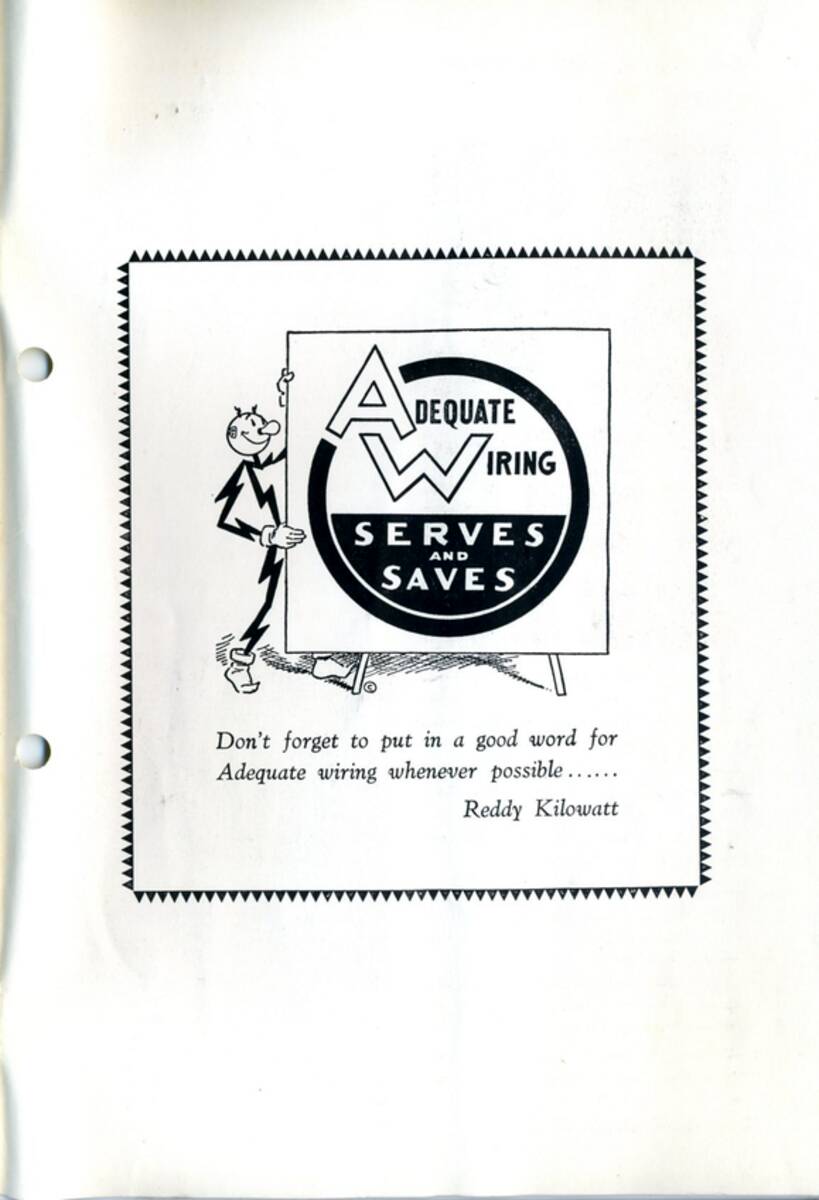 ADEQUATE
WIRING
SERVES
AND
SAVES
©
Don't forget to put in a good word for
Adequate wiring whenever possible......
Reddy Kilowatt